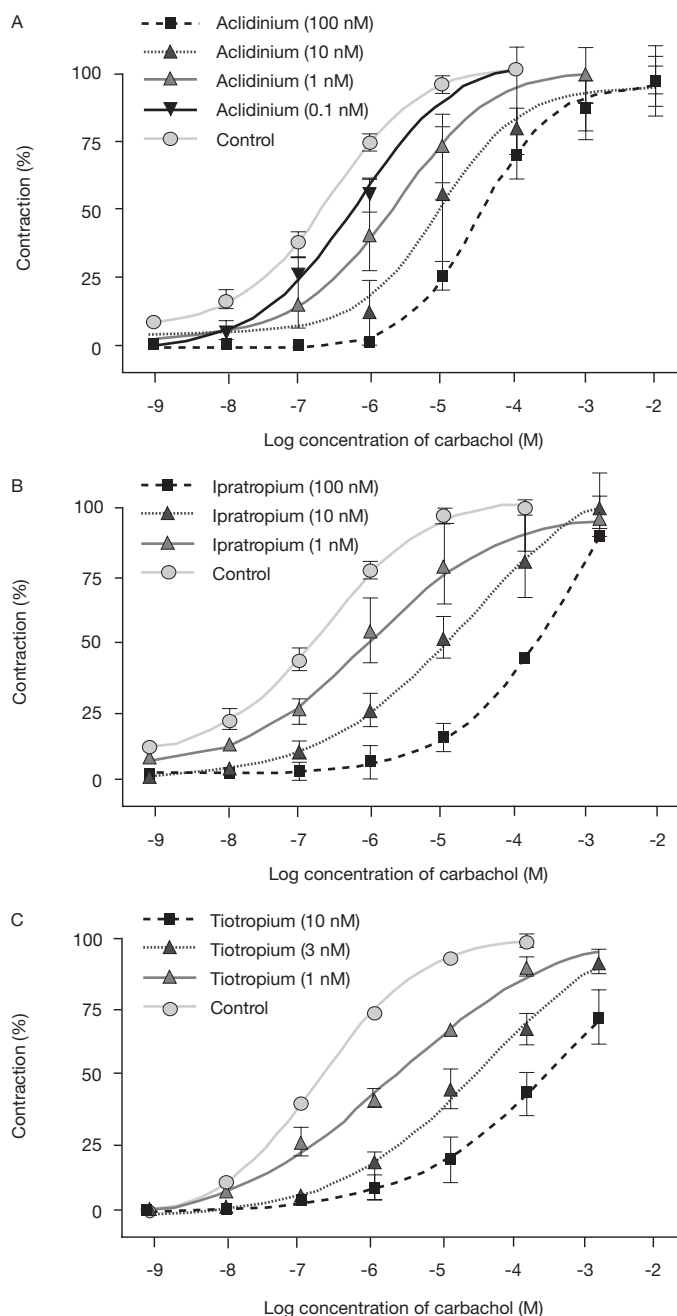 A
Aclidinium (100 nM)
Aclidinium (10 nM)
Aclidinium (1 nM)
Aclidinium (0.1 nM)
Control
100
75
50
25
0
Contraction (%)
-9 -8 -7 -6 -5 -4 -3 -2
Log concentration of carbachol (M)
B
Ipratropium (100 nM)
Ipratropium (10 nM)
Ipratropium (1 nM)
Control
100
75
50
25
0
Contraction (%)
-9 -8 -7 -6 -5 -4 -3 -2
Log concentration of carbachol (M)
C
Tiotropium (10 nM)
Tiotropium (3 nM)
Tiotropium (1 nM)
Control
100
75
50
25
0
Contraction (%)
-9 -8 -7 -6 -5 -4 -3 -2
Log concentration of carbachol (M)